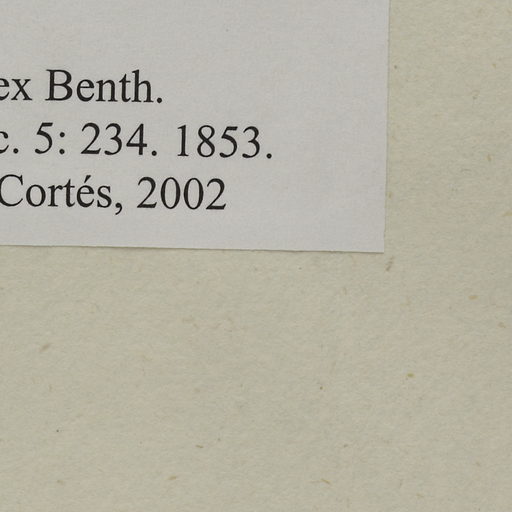 ex Benth.
c. 5: 234. 1853.
Cortés, 2002